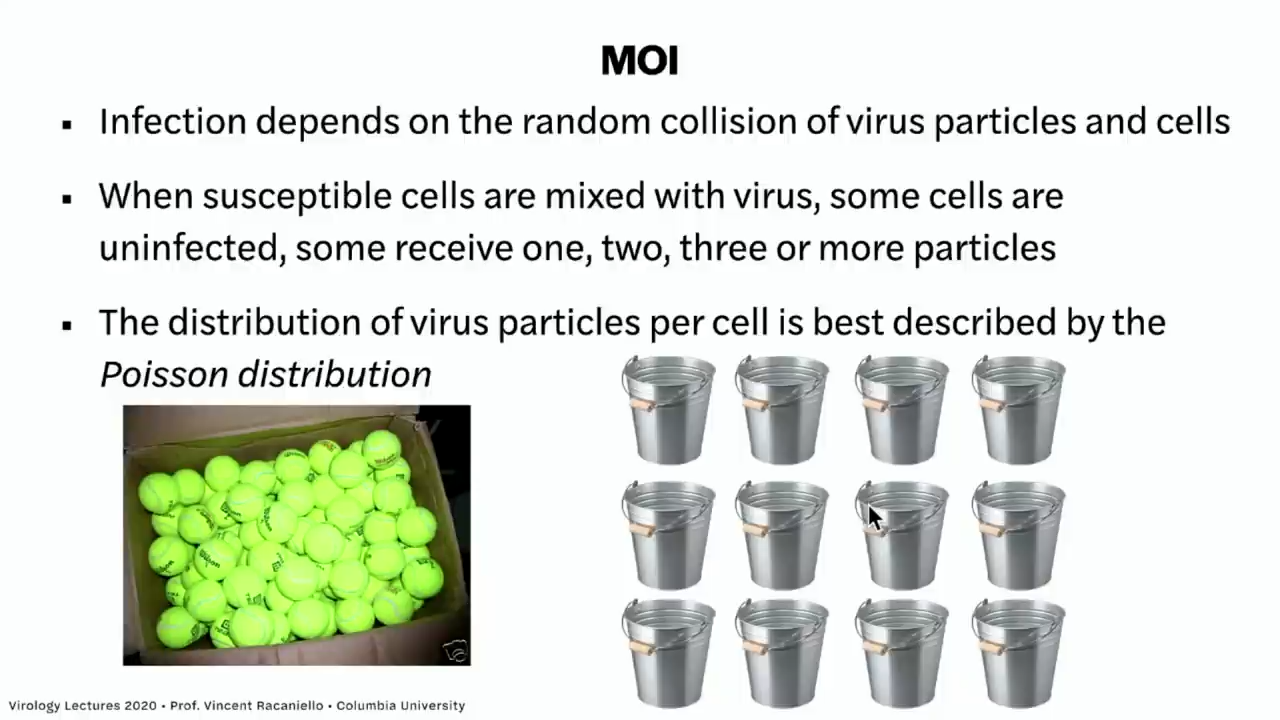 MOI
▪ Infection depends on the random collision of virus particles and cells
▪ When susceptible cells are mixed with virus, some cells are
uninfected, some receive one, two, three or more particles
▪ The distribution of virus particles per cell is best described by the
Poisson distribution
Wilson
Wilson
Virology Lectures 2020 • Prof. Vincent Racaniello • Columbia University